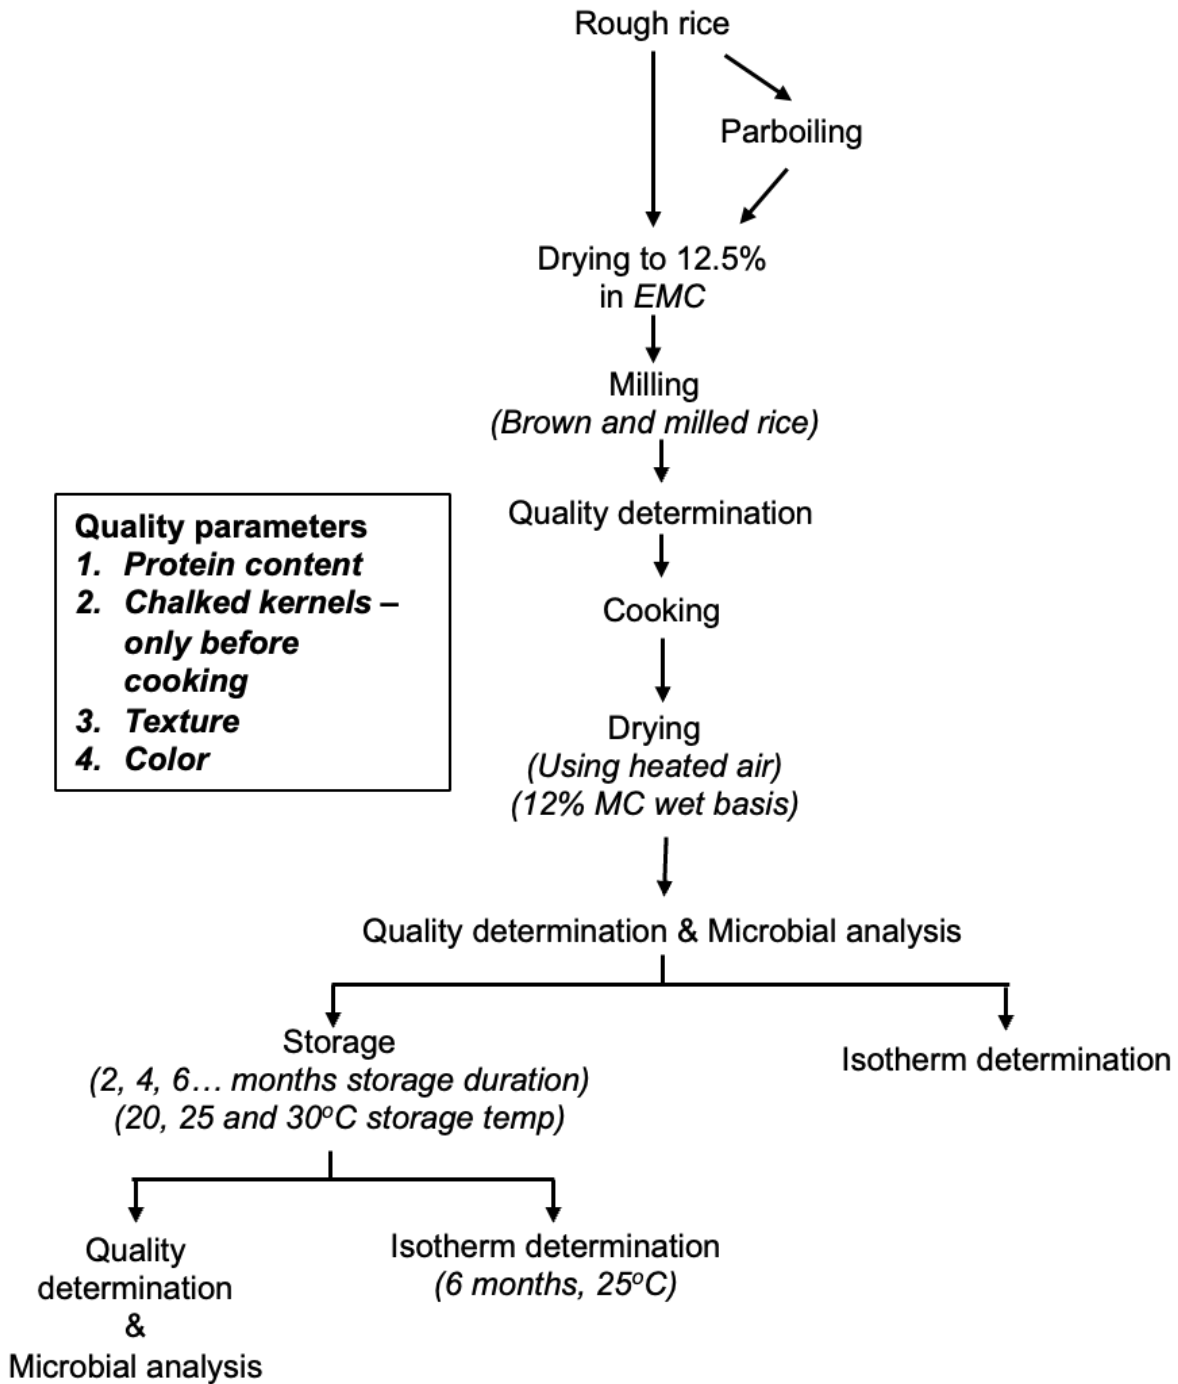 Rough rice
Parboiling
Drying to 12.5%
in EMC
Milling
(Brown and milled rice)
Quality determination
Cooking
Drying
(Using heated air)
(12% MC wet basis)
Quality parameters
1. Protein content
2. Chalked kernels –
only before
cooking
3. Texture
4. Color
Quality determination & Microbial analysis
Storage
(2, 4, 6… months storage duration)
(20, 25 and 30ºC storage temp)
Isotherm determination
Quality
determination
&
Microbial analysis
Isotherm determination
(6 months, 25ºC)